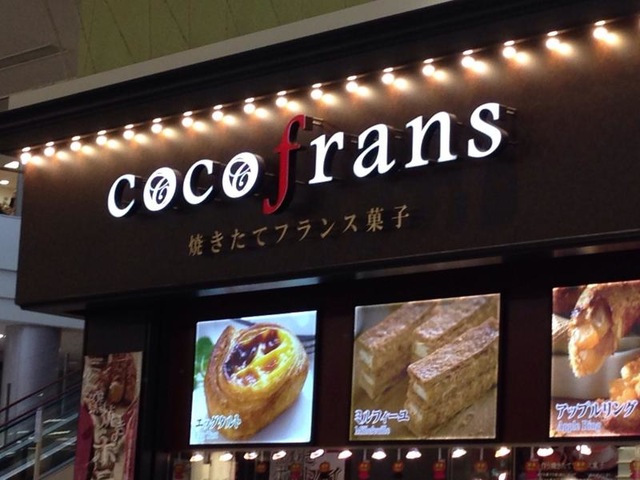 cocofrans
焼きたてフランス菓子
エッグタルト
ミルフィーユ
Millefeuille
アップルリング
Apple Ring